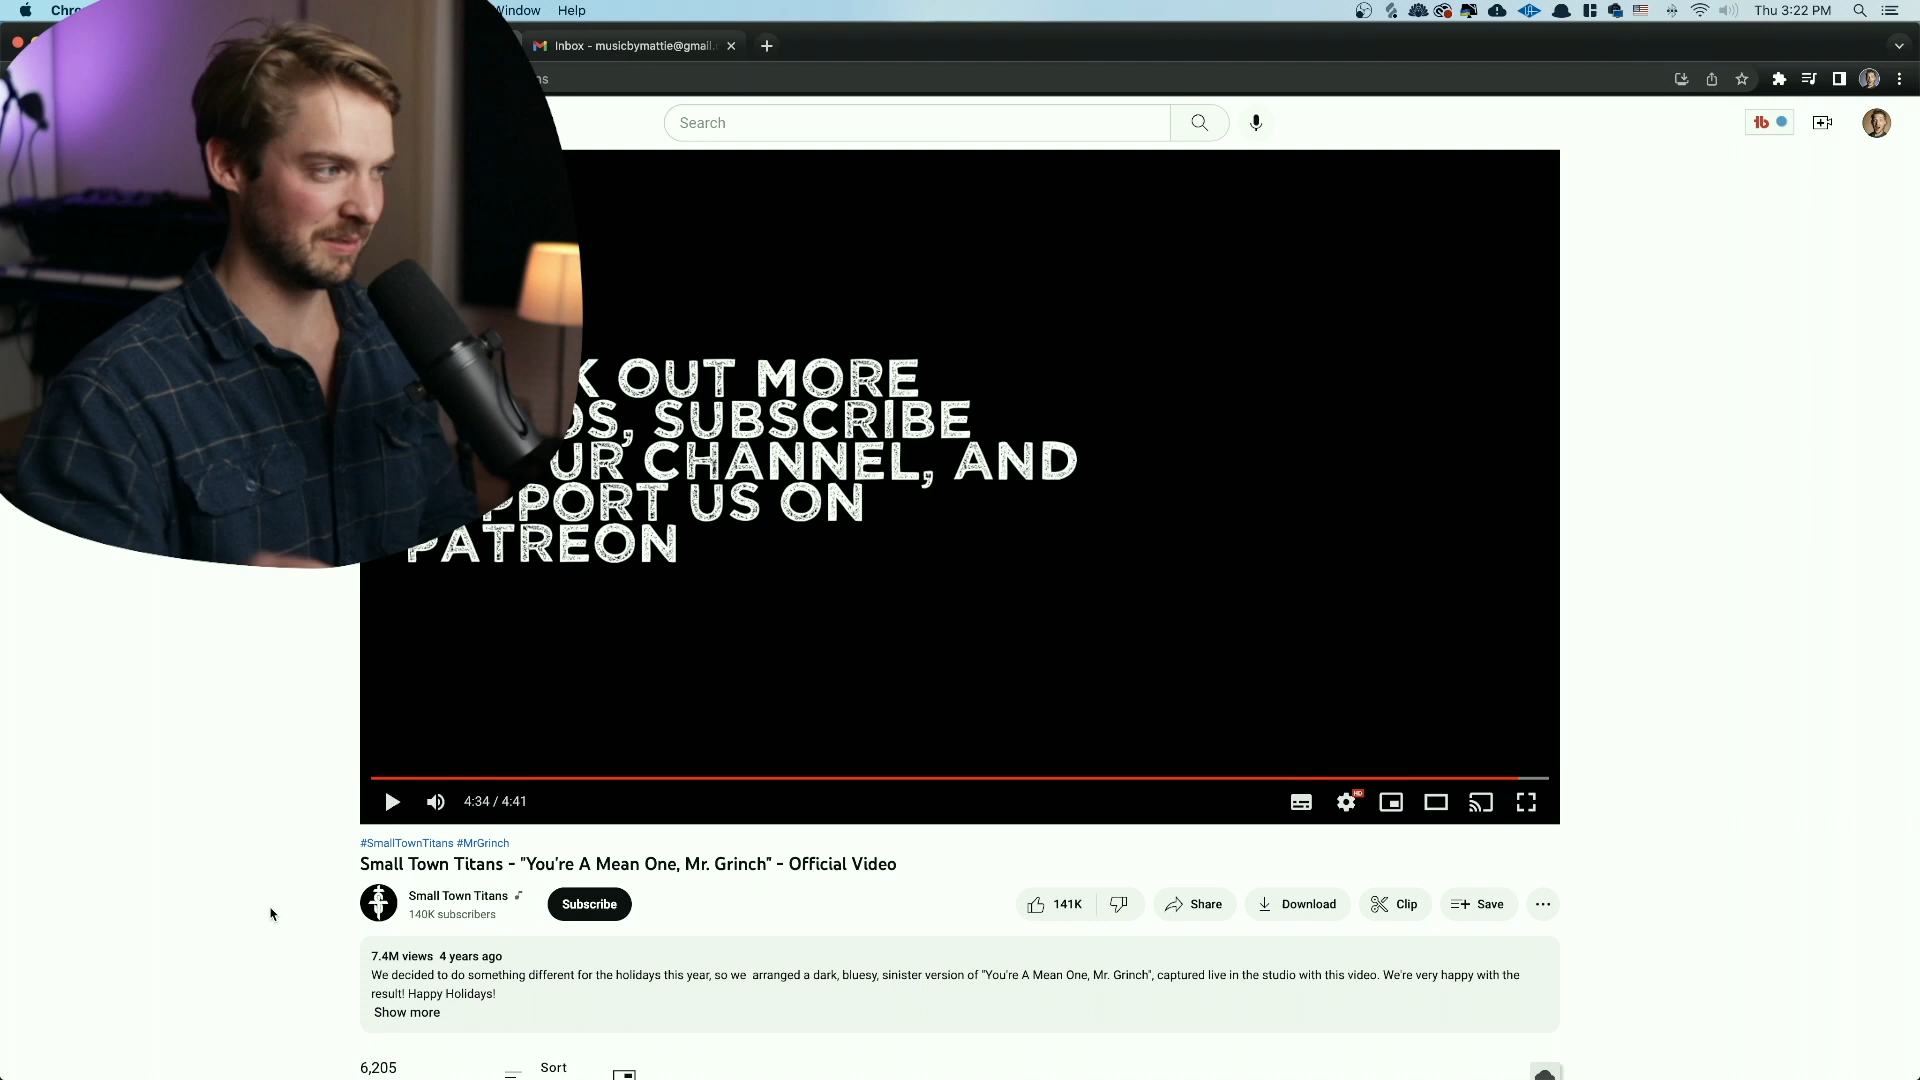 Window Help
Thu 3:22 PM
Inbox - musicbymattie@gmail.
Search
K OUT MORE
OS, SUBSCRIBE
UR CHANNEL, AND
PPORT US ON
PATREON
4:34 / 4:41
HD
#SmallTownTitans #MrGrinch
Small Town Titans - "You're A Mean One, Mr. Grinch" - Official Video
Small Town Titans
140K subscribers
Subscribe
141K
Share
Download
Clip
Save
7.4M views 4 years ago
We decided to do something different for the holidays this year, so we arranged a dark, bluesy, sinister version of "You're A Mean One, Mr. Grinch", captured live in the studio with this video. We're very happy with the
result! Happy Holidays!
Show more
6,205
Sort